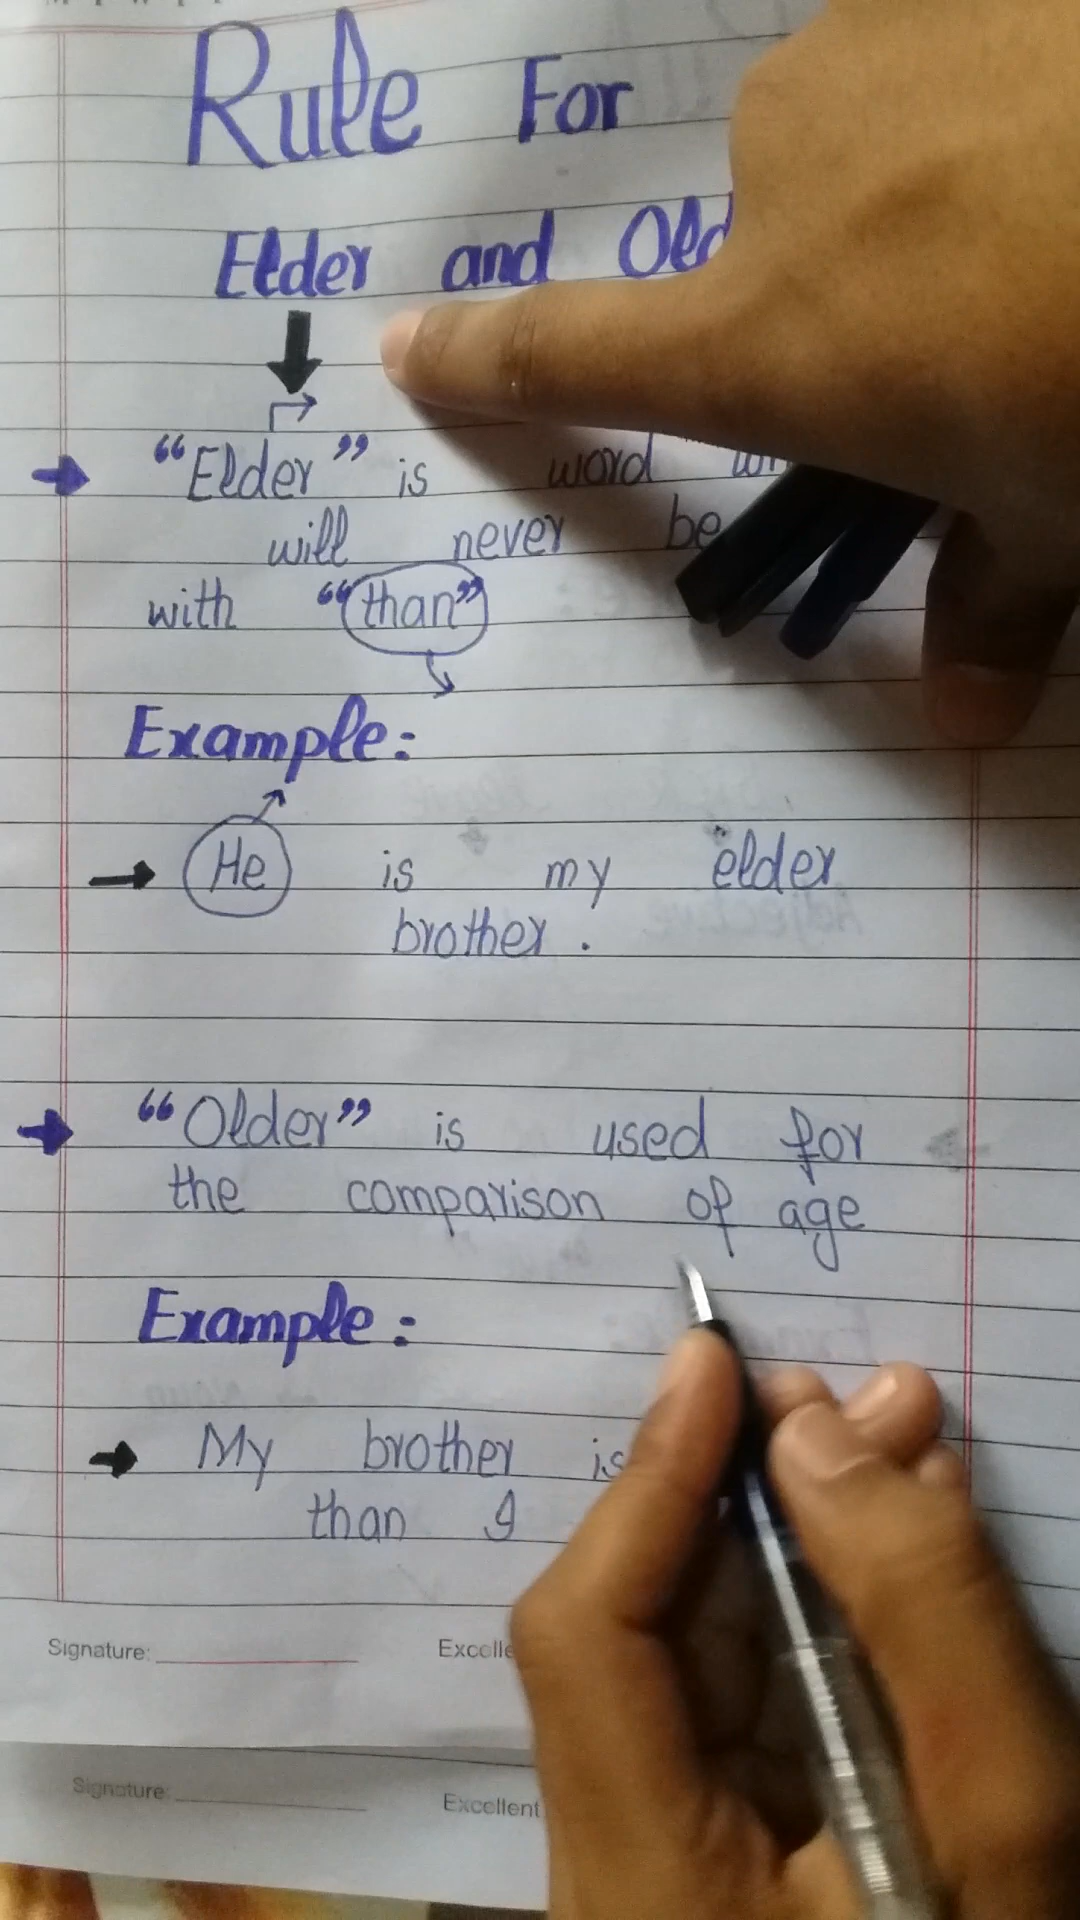 Rule For
Elder and
"Elder" is word
will never be
with "than"
Example:
He is my elder
brother.
"Older" is used for
the comparison of age
Example:
My brother is
than I
Signature:
Signature: Excellent